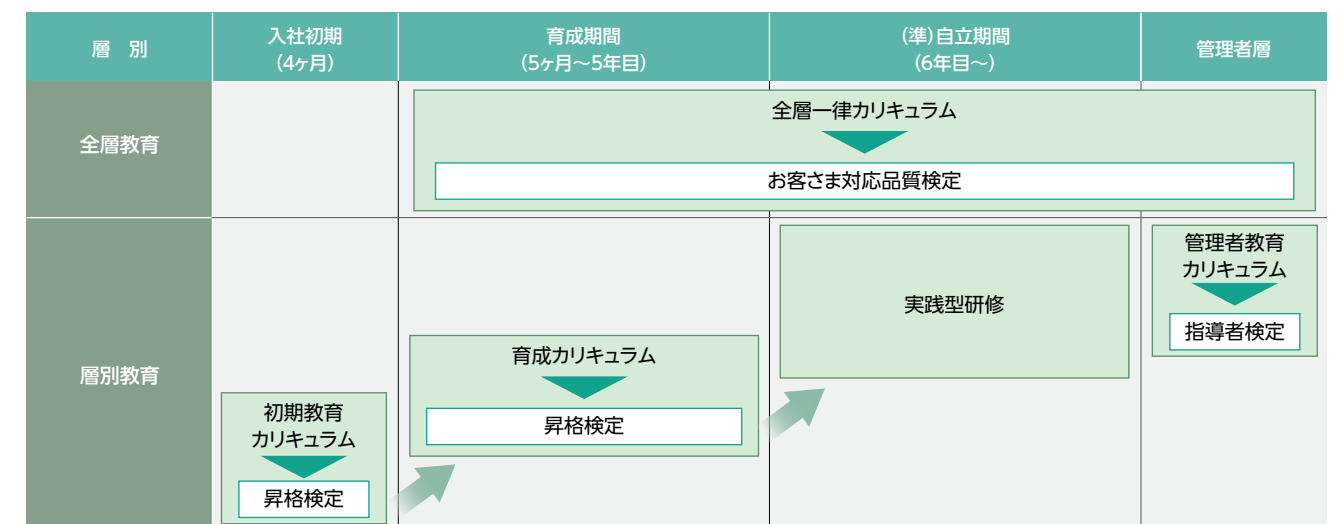 層 別
入社初期
(4ヶ月)
育成期間
(5ヶ月～5年目)
(準)自立期間
(6年目～)
管理者層
全層教育
全層一律カリキュラム
お客さま対応品質検定
層別教育
初期教育
カリキュラム
昇格検定
育成カリキュラム
昇格検定
実践型研修
管理者教育
カリキュラム
指導者検定